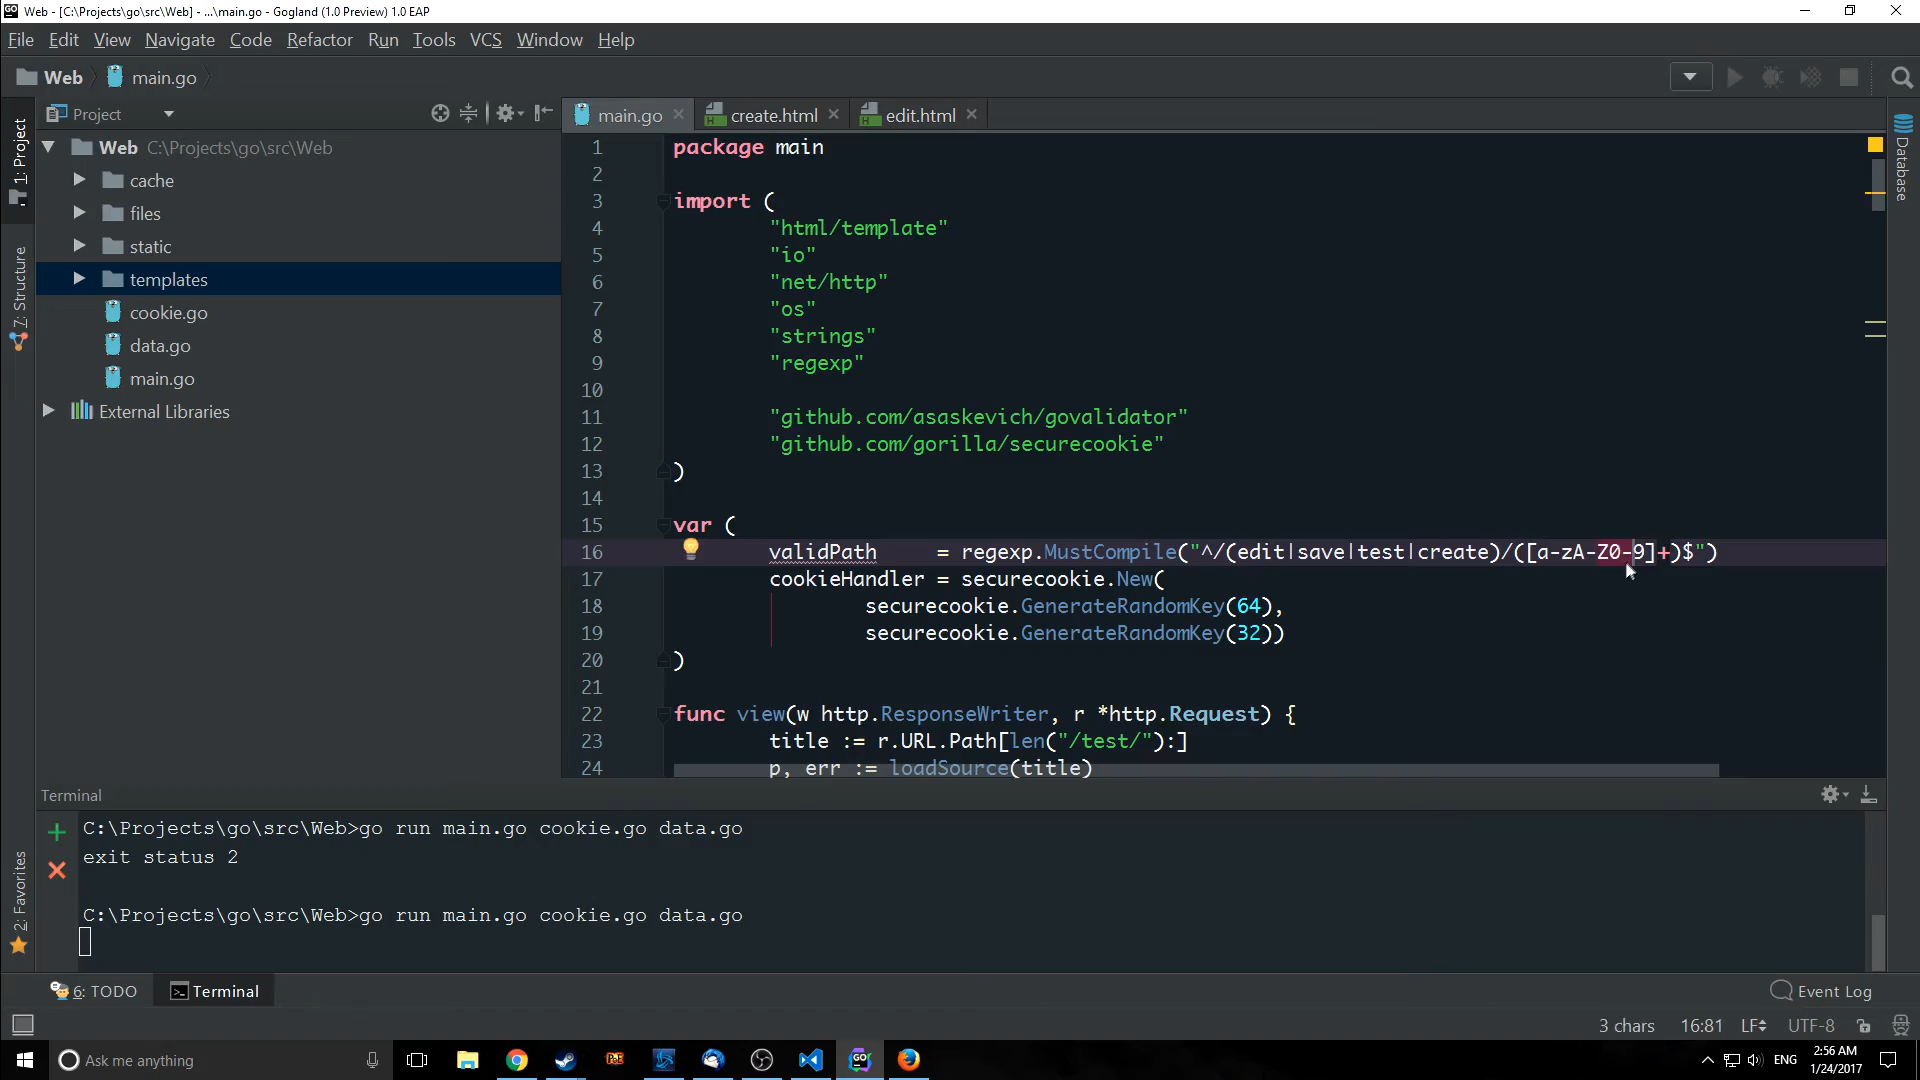 Web - [C:\Projects\go\src\Web] - ...\main.go - Gogland (1.0 Preview) 1.0 EAP
File Edit View Navigate Code Refactor Run Tools VCS Window Help
Web main.go
1: Project
Z: Structure
2: Favorites
Project
Web C:\Projects\go\src\Web
cache
files
static
templates
cookie.go
data.go
main.go
External Libraries
main.go create.html edit.html
1 package main
2
3 import (
4 "html/template"
5 "io"
6 "net/http"
7 "os"
8 "strings"
9 "regexp"
10
11 "github.com/asaskevich/govalidator"
12 "github.com/gorilla/securecookie"
13 )
14
15 var (
16 validPath = regexp.MustCompile("^/(edit|save|test|create)/([a-zA-Z0-9]+)$")
17 cookieHandler = securecookie.New(
18 securecookie.GenerateRandomKey(64),
19 securecookie.GenerateRandomKey(32))
20 )
21
22 func view(w http.ResponseWriter, r *http.Request) {
23 title := r.URL.Path[len("/test/"):]
24 p, err := loadSource(title)
Database
Terminal
C:\Projects\go\src\Web>go run main.go cookie.go data.go
exit status 2
C:\Projects\go\src\Web>go run main.go cookie.go data.go
6: TODO Terminal Event Log
3 chars 16:81 LF UTF-8
Ask me anything
ENG
2:56 AM
1/24/2017